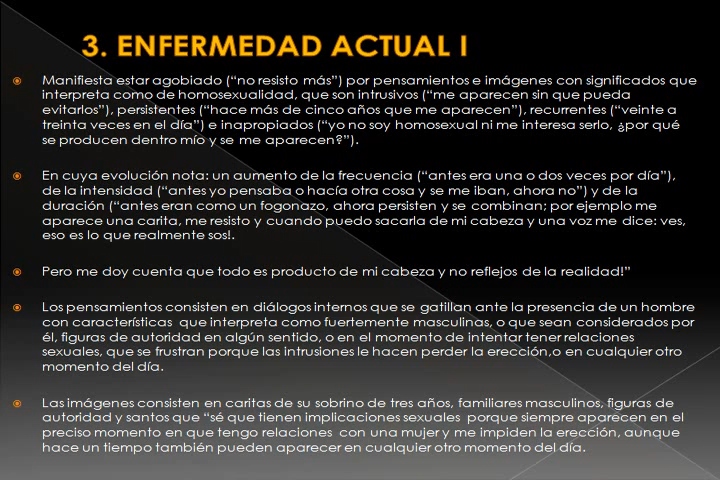 3. ENFERMEDAD ACTUAL I
Manifiesta estar agobiado (“no resisto más”) por pensamientos e imágenes con significados que
interpreta como de homosexualidad, que son intrusivos (“me aparecen sin que pueda
evitarlos”), persistentes (“hace más de cinco años que me aparecen”), recurrentes (“veinte a
treinta veces en el día”) e inapropiados (“yo no soy homosexual ni me interesa serlo, ¿por qué
se producen dentro mío y se me aparecen?”).
En cuya evolución nota: un aumento de la frecuencia (“antes era una o dos veces por día”),
de la intensidad (“antes yo pensaba o hacía otra cosa y se me iban, ahora no”) y de la
duración (“antes eran como un fogonazo, ahora persisten y se combinan; por ejemplo me
aparece una carita, me resisto y cuando puedo sacarla de mi cabeza y una voz me dice: ves,
eso es lo que realmente sos!.
Pero me doy cuenta que todo es producto de mi cabeza y no reflejos de la realidad!”
Los pensamientos consisten en diálogos internos que se gatillan ante la presencia de un hombre
con características que interpreta como fuertemente masculinas, o que sean considerados por
él, figuras de autoridad en algún sentido, o en el momento de intentar tener relaciones
sexuales, que se frustran porque las intrusiones le hacen perder la erección,o en cualquier otro
momento del día.
Las imágenes consisten en caritas de su sobrino de tres años, familiares masculinos, figuras de
autoridad y santos que “sé que tienen implicaciones sexuales porque siempre aparecen en el
preciso momento en que tengo relaciones con una mujer y me impiden la erección, aunque
hace un tiempo también pueden aparecer en cualquier otro momento del día.